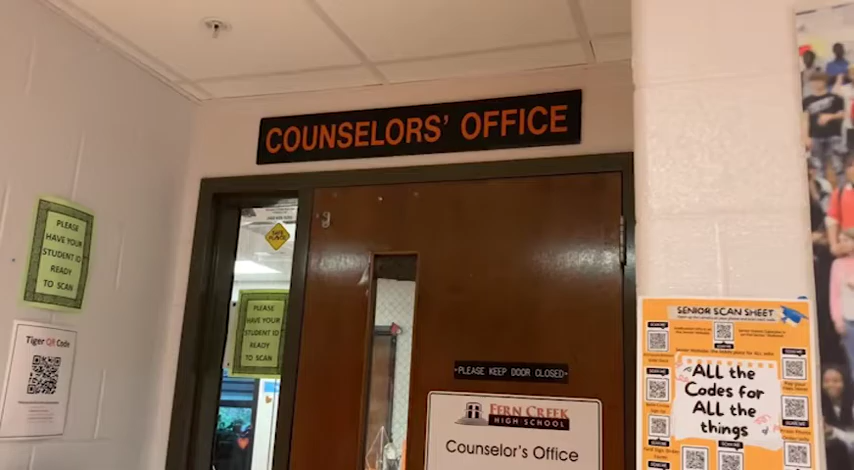 COUNSELORS' OFFICE
PLEASE
HAVE YOUR
STUDENT ID
READY
TO SCAN
Tiger QR Code
SAFE
PLACE
PLEASE
HAVE YOUR
STUDENT ID
READY
TO SCAN
PLEASE KEEP DOOR CLOSED
FERN CREEK
HIGH SCHOOL
Counselor's Office
SENIOR SCAN SHEET
ALL the
Codes for
ALL the
things